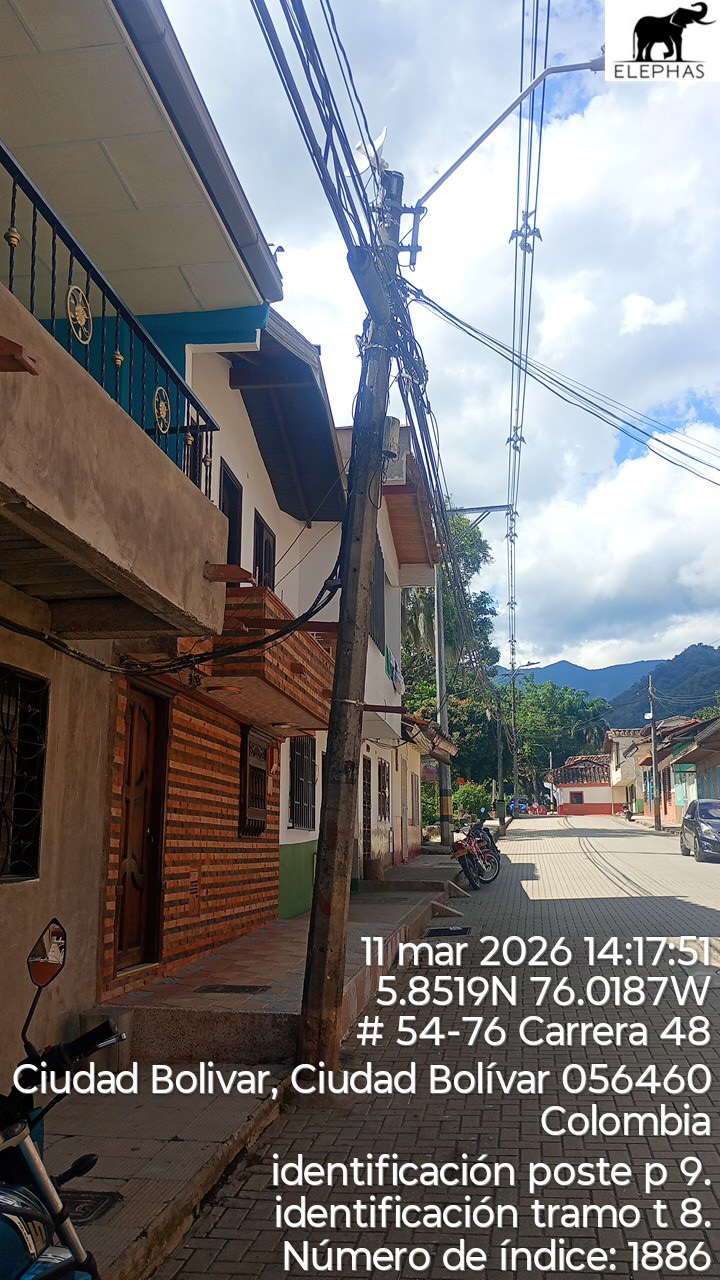 ELEPHAS
11 mar 2026 14:17:51
5.8519N 76.0187W
# 54-76 Carrera 48
Ciudad Bolivar, Ciudad Bolívar 056460
Colombia
identificación poste p 9.
identificación tramo t 8.
Número de índice: 1886